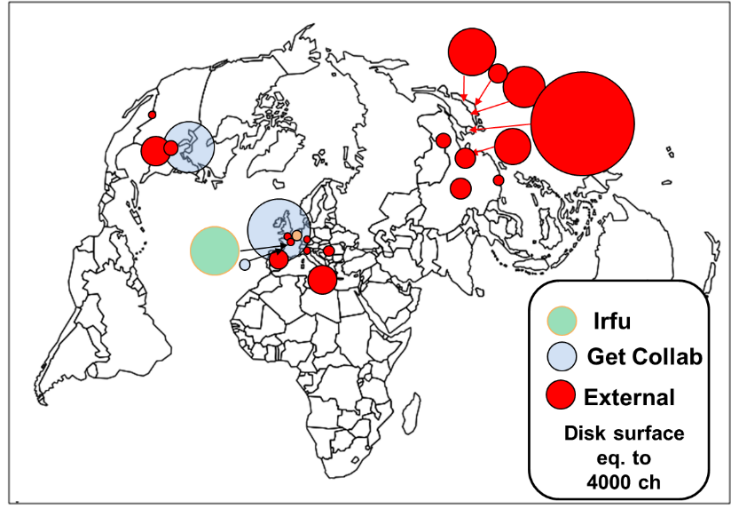 Irfu
Get Collab
External
Disk surface
eq. to
4000 ch